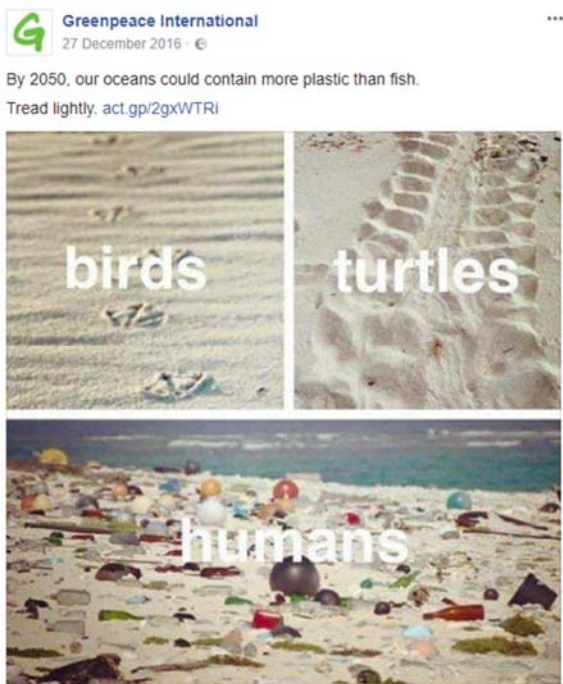 Greenpeace International
27 December 2016
By 2050, our oceans could contain more plastic than fish.
Tread lightly. act.gp/2gxWTRi
birds
turtles
humans